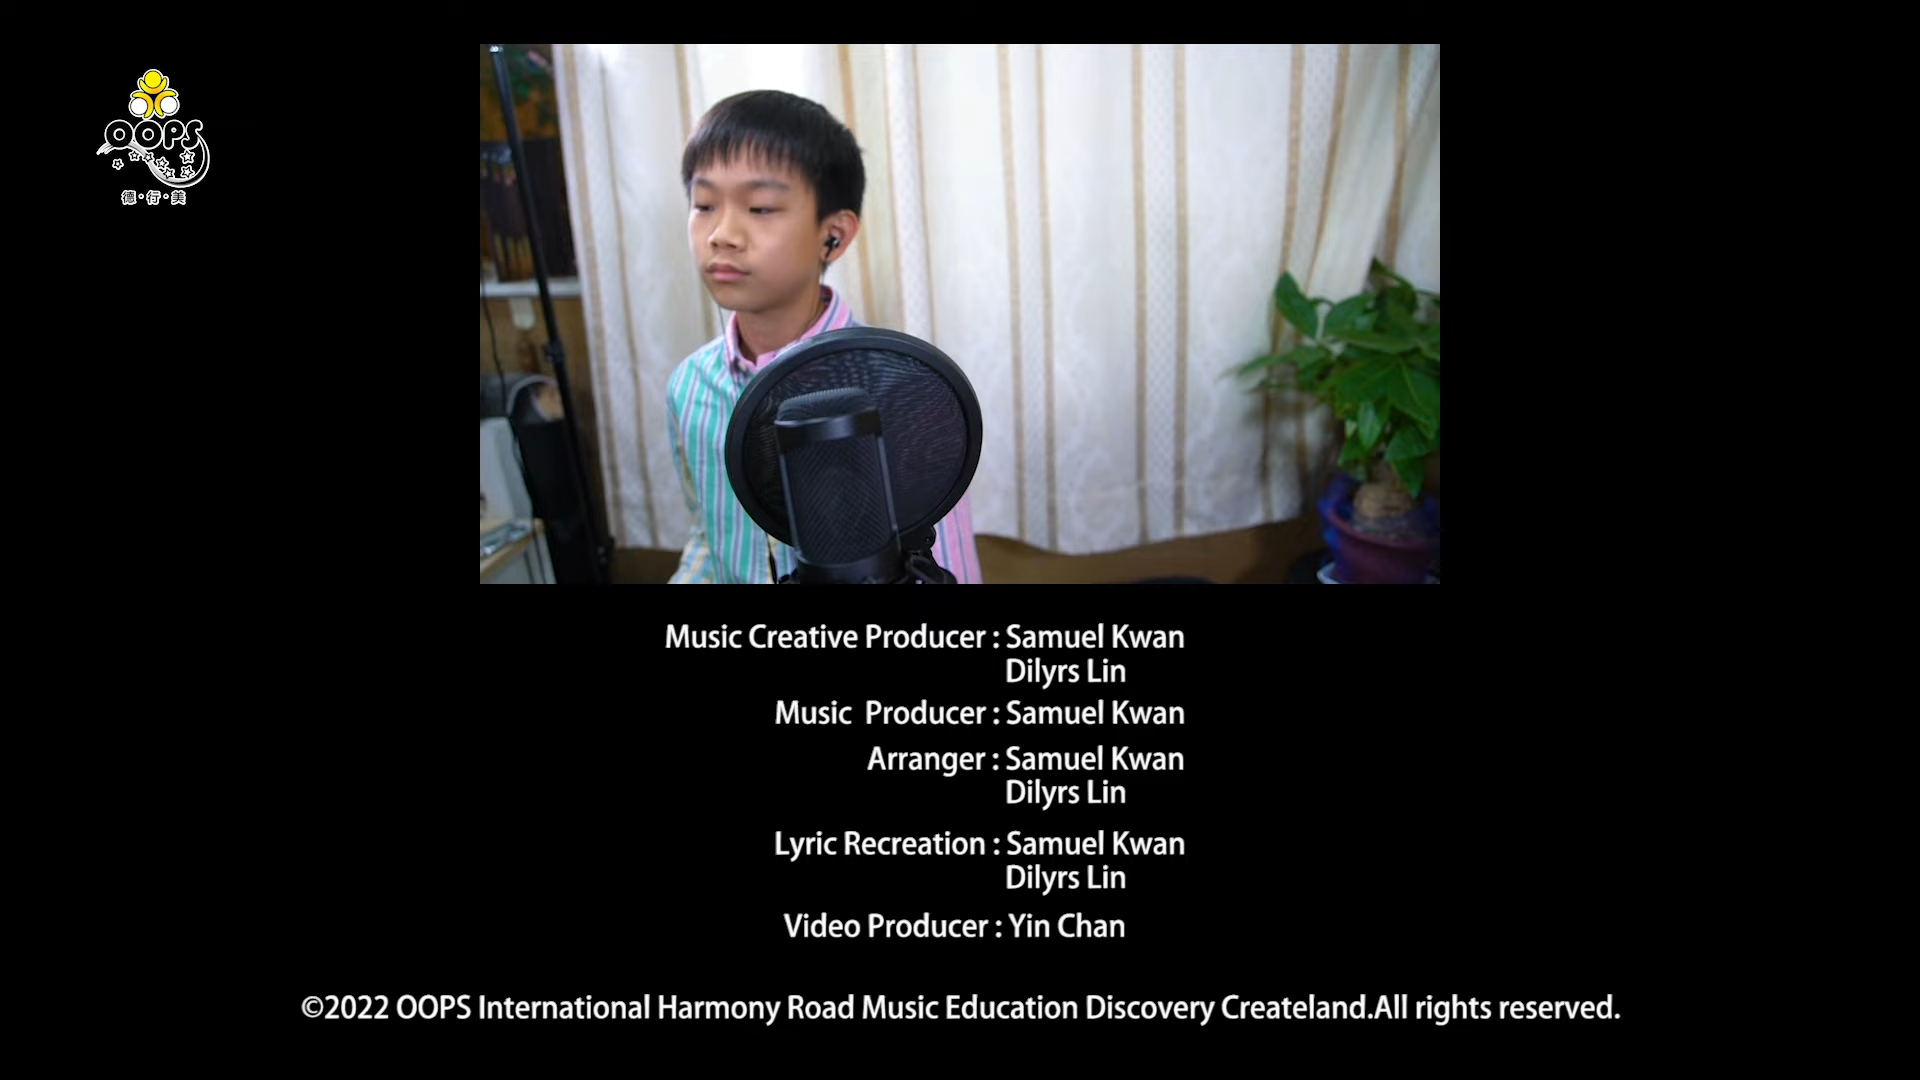 OOPS
德·行·美
Music Creative Producer : Samuel Kwan
Dilyrs Lin
Music  Producer : Samuel Kwan
Arranger : Samuel Kwan
Dilyrs Lin
Lyric Recreation : Samuel Kwan
Dilyrs Lin
Video Producer : Yin Chan
©2022 OOPS International Harmony Road Music Education Discovery Createland.All rights reserved.